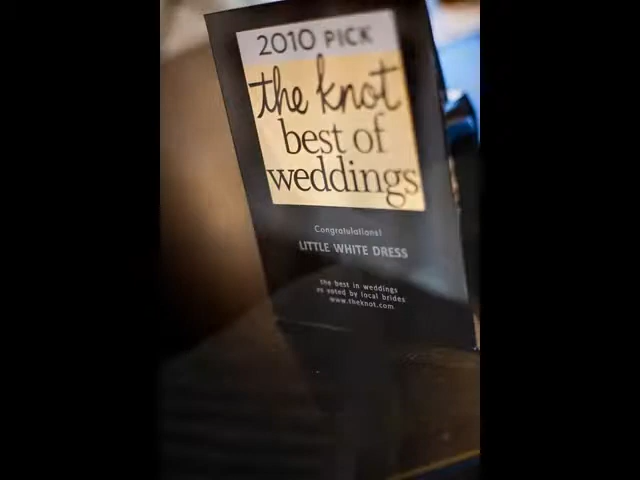 2010 PICK
the knot
best of
weddings
Congratulations!
LITTLE WHITE DRESS
the best in weddings
as voted by local brides
www.theknot.com